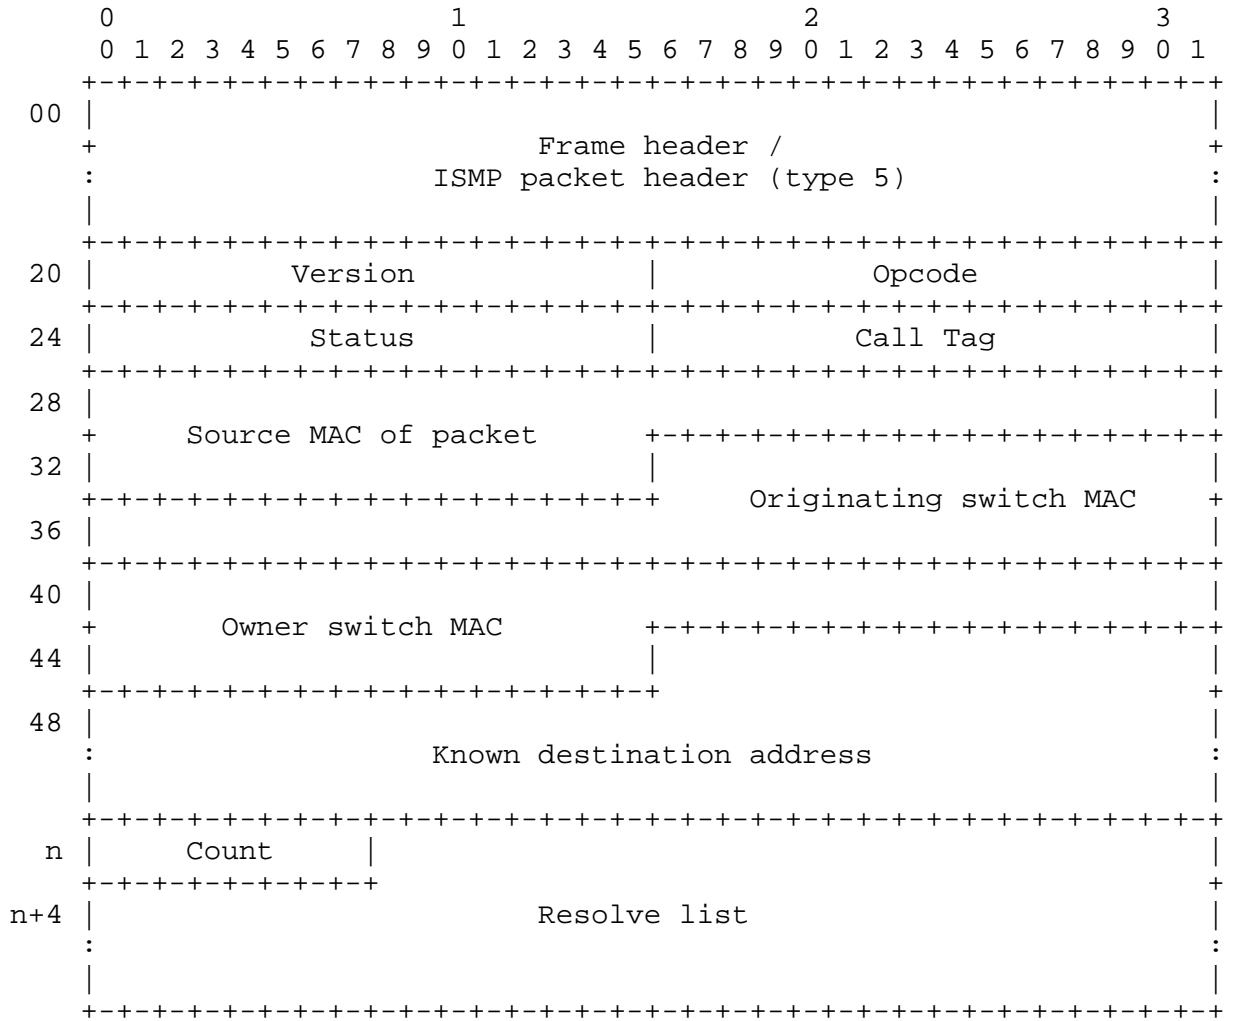 0                   1                   2                   3
 0 1 2 3 4 5 6 7 8 9 0 1 2 3 4 5 6 7 8 9 0 1 2 3 4 5 6 7 8 9 0 1
     +-+-+-+-+-+-+-+-+-+-+-+-+-+-+-+-+-+-+-+-+-+-+-+-+-+-+-+-+-+-+-+-+
  00 |                                                               |
     +                         Frame header /                        +
     :                   ISMP packet header (type 5)                 :
     |                                                               |
     +-+-+-+-+-+-+-+-+-+-+-+-+-+-+-+-+-+-+-+-+-+-+-+-+-+-+-+-+-+-+-+-+
  20 |           Version             |            Opcode             |
     +-+-+-+-+-+-+-+-+-+-+-+-+-+-+-+-+-+-+-+-+-+-+-+-+-+-+-+-+-+-+-+-+
  24 |            Status             |           Call Tag            |
     +-+-+-+-+-+-+-+-+-+-+-+-+-+-+-+-+-+-+-+-+-+-+-+-+-+-+-+-+-+-+-+-+
  28 |                                                               |
     +     Source MAC of packet      +-+-+-+-+-+-+-+-+-+-+-+-+-+-+-+-+
  32 |                               |                               |
     +-+-+-+-+-+-+-+-+-+-+-+-+-+-+-+-+     Originating switch MAC    +
  36 |                                                               |
     +-+-+-+-+-+-+-+-+-+-+-+-+-+-+-+-+-+-+-+-+-+-+-+-+-+-+-+-+-+-+-+-+
  40 |                                                               |
     +       Owner switch MAC        +-+-+-+-+-+-+-+-+-+-+-+-+-+-+-+-+
  44 |                               |                               |
     +-+-+-+-+-+-+-+-+-+-+-+-+-+-+-+-+                               +
  48 |                                                               |
     :                   Known destination address                   :
     |                                                               |
     +-+-+-+-+-+-+-+-+-+-+-+-+-+-+-+-+-+-+-+-+-+-+-+-+-+-+-+-+-+-+-+-+
   n |     Count     |                                               |
     +-+-+-+-+-+-+-+-+                                               +
 n+4 |                         Resolve list                          |
     :                                                               :
     |                                                               |
     +-+-+-+-+-+-+-+-+-+-+-+-+-+-+-+-+-+-+-+-+-+-+-+-+-+-+-+-+-+-+-+-+